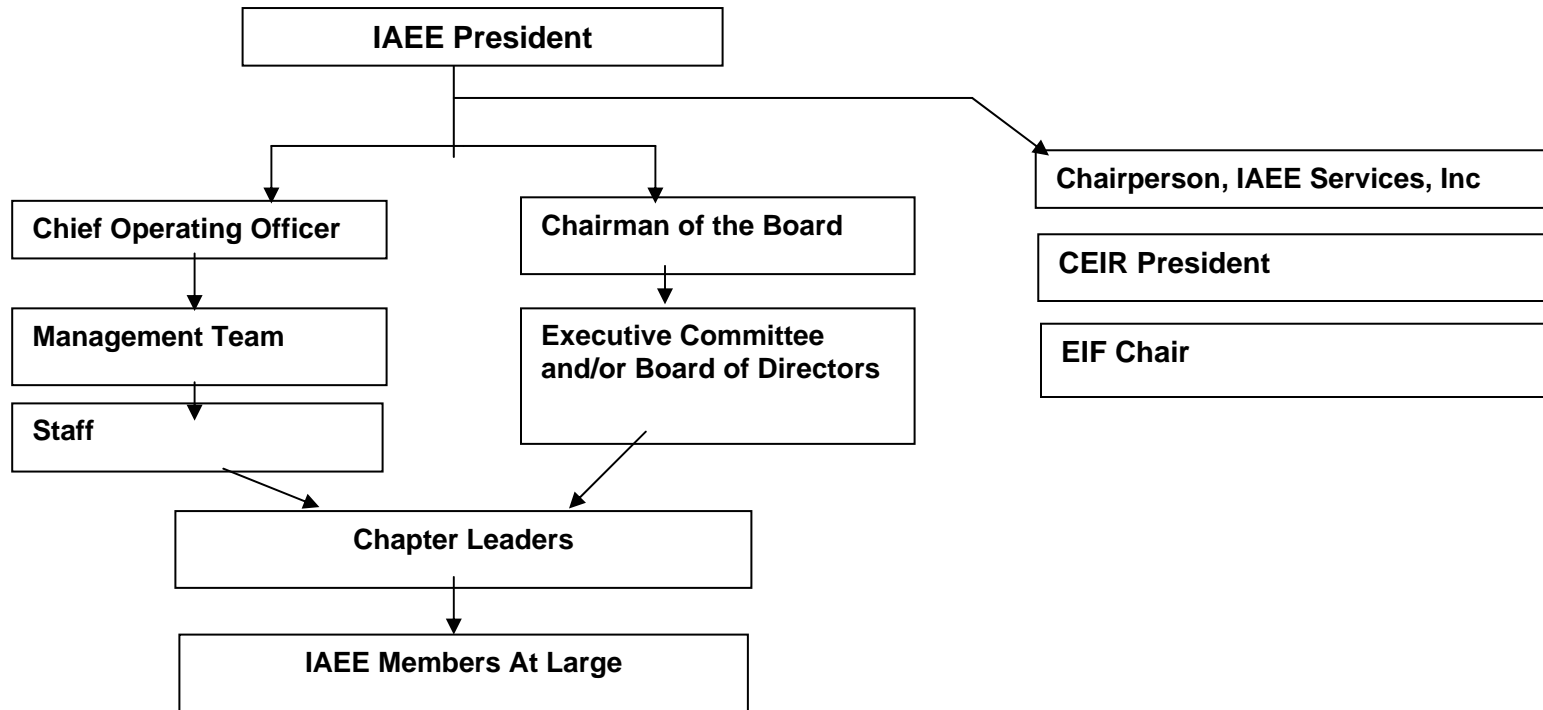 IAEE President
Chairperson, IAEE Services, Inc
Chief Operating Officer
Chairman of the Board
CEIR President
Management Team
Executive Committee
and/or Board of Directors
EIF Chair
Staff
Chapter Leaders
IAEE Members At Large